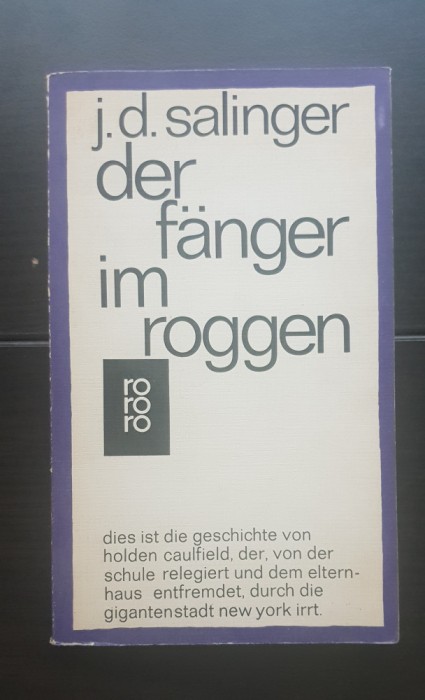 j.d. salinger
der
fänger
im
roggen
ro
ro
ro
dies ist die geschichte von
holden caulfield, der, von der
schule relegiert und dem eltern-
haus entfremdet, durch die
gigantenstadt new york irrt.